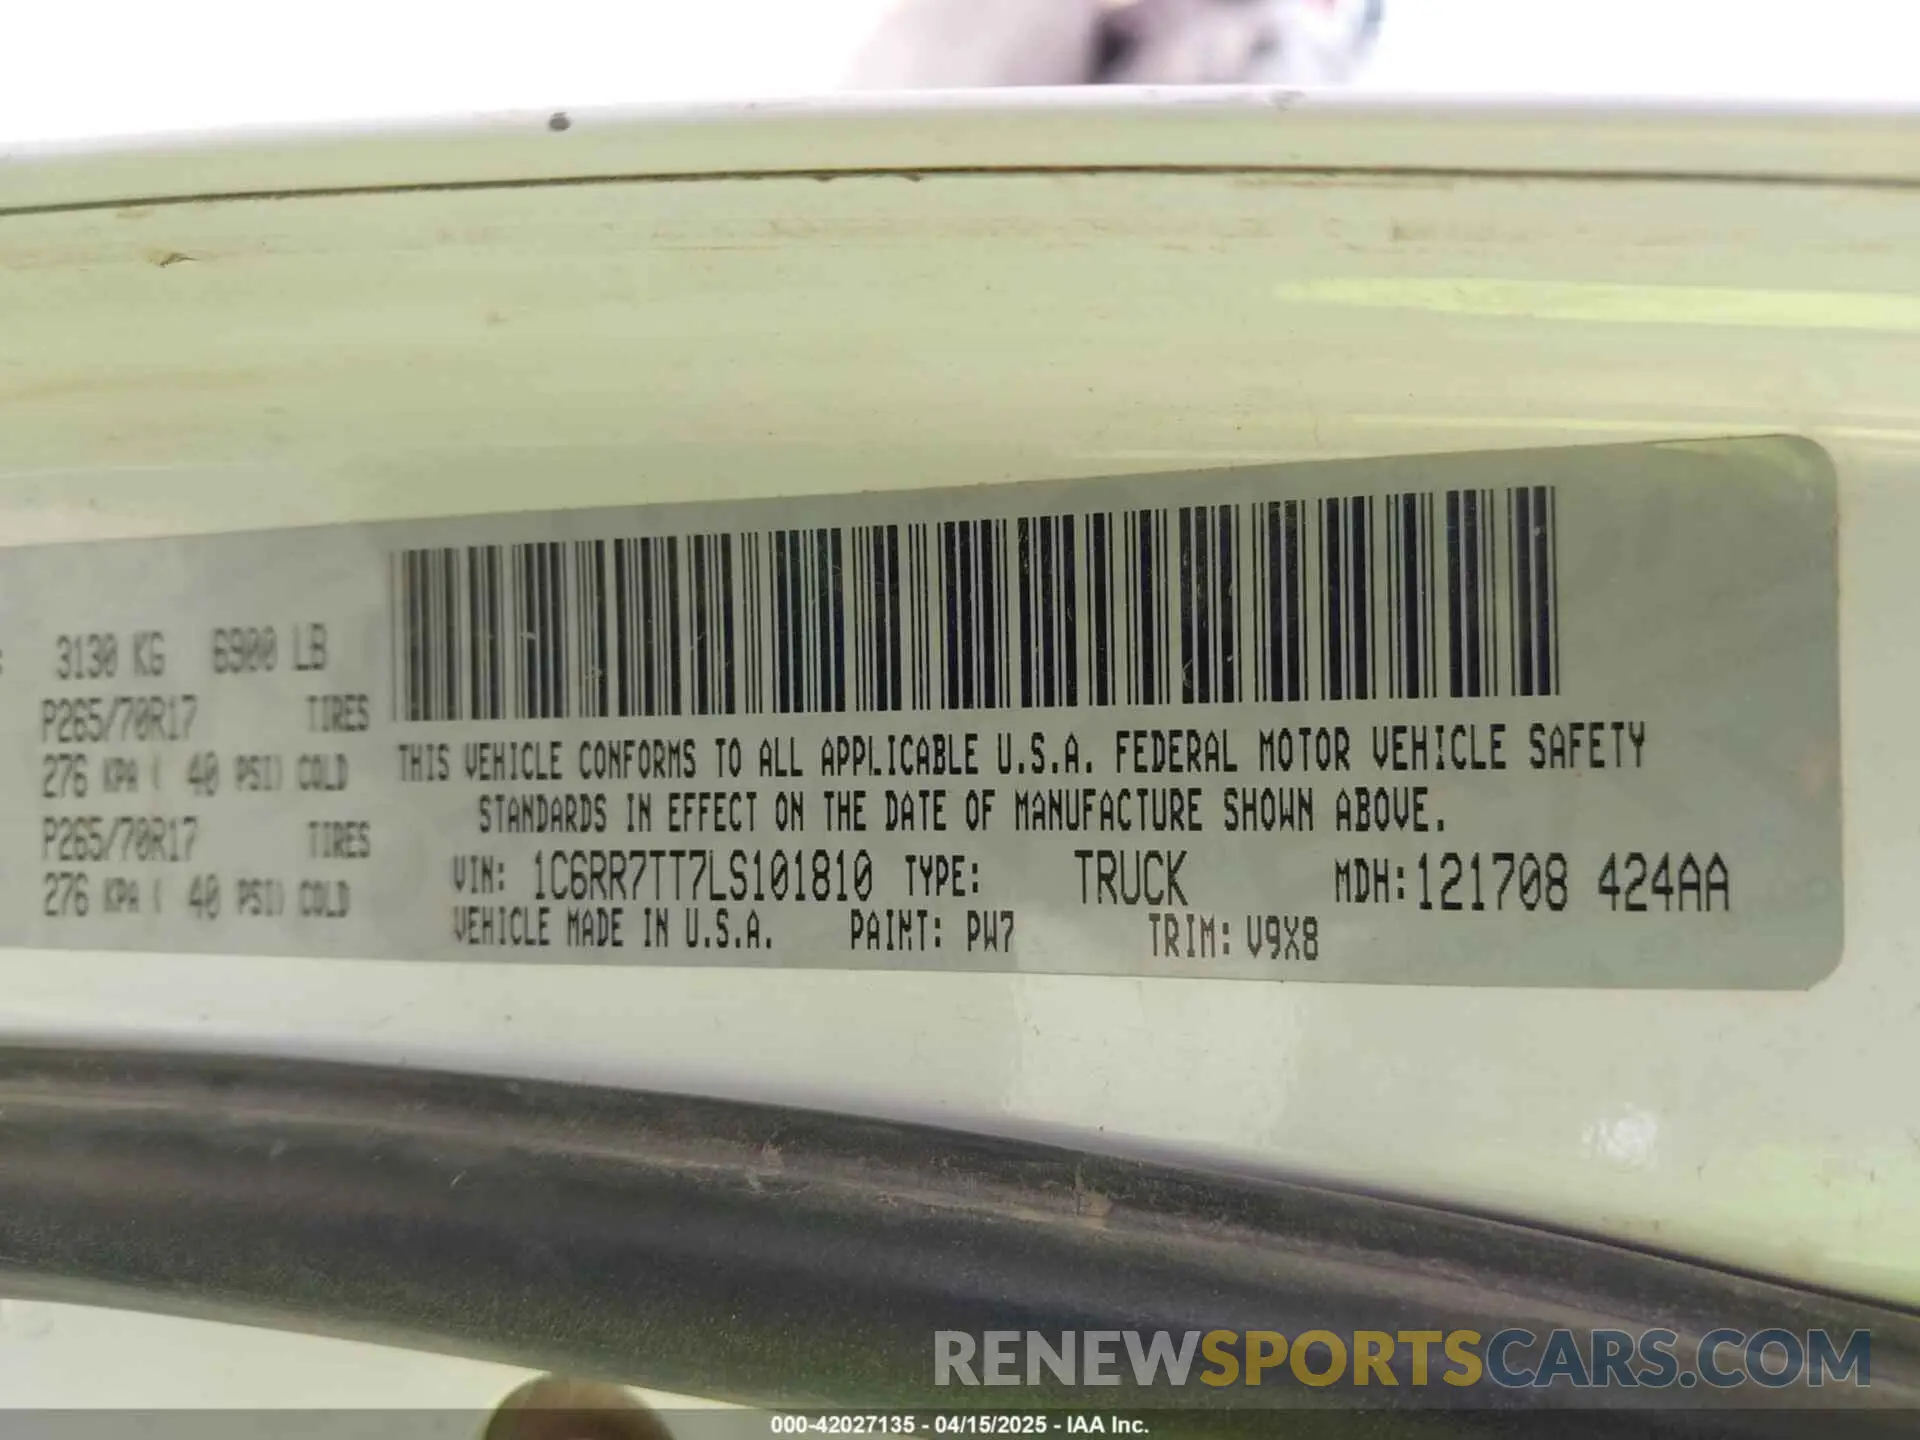 : 3130 KG 6900 LB
P265/70R17 TIRES
276 KPA ( 40 PSI) COLD
P265/70R17 TIRES
276 KPA ( 40 PSI) COLD
THIS VEHICLE CONFORMS TO ALL APPLICABLE U.S.A. FEDERAL MOTOR VEHICLE SAFETY
STANDARDS IN EFFECT ON THE DATE OF MANUFACTURE SHOWN ABOVE.
VIN: 1C6RR7TT7LS101810 TYPE: TRUCK MDH:121708 424AA
VEHICLE MADE IN U.S.A. PAINT: PW7 TRIM: V9X8
RENEWSPORTSCARS.COM
000-42027135 - 04/15/2025 - IAA Inc.